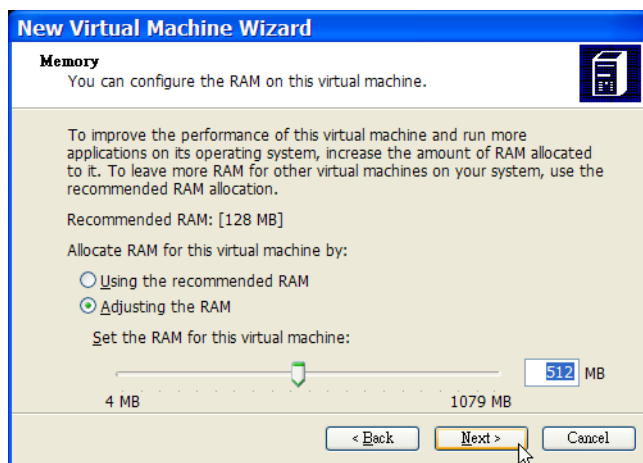 New Virtual Machine Wizard
Memory
You can configure the RAM on this virtual machine.
To improve the performance of this virtual machine and run more
applications on its operating system, increase the amount of RAM allocated
to it. To leave more RAM for other virtual machines on your system, use the
recommended RAM allocation.
Recommended RAM: [128 MB]
Allocate RAM for this virtual machine by:
Using the recommended RAM
Adjusting the RAM
Set the RAM for this virtual machine:
512 MB
4 MB 1079 MB
< Back Next > Cancel